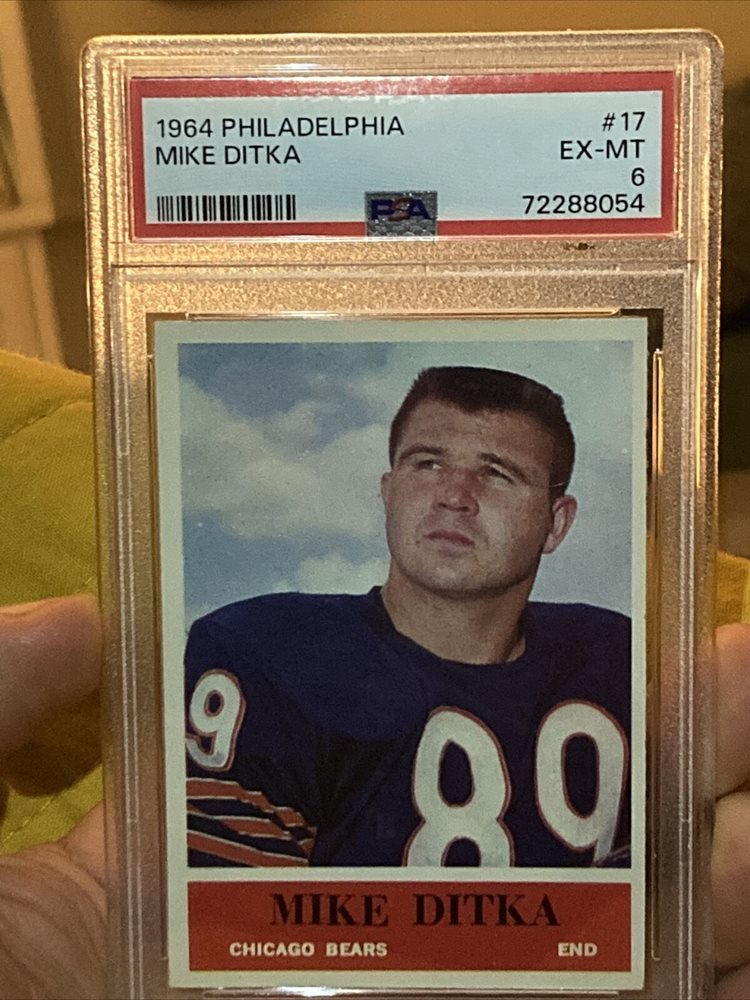 1964 PHILADELPHIA #17
MIKE DITKA EX-MT
6
PSA 72288054
9
89
MIKE DITKA
CHICAGO BEARS END